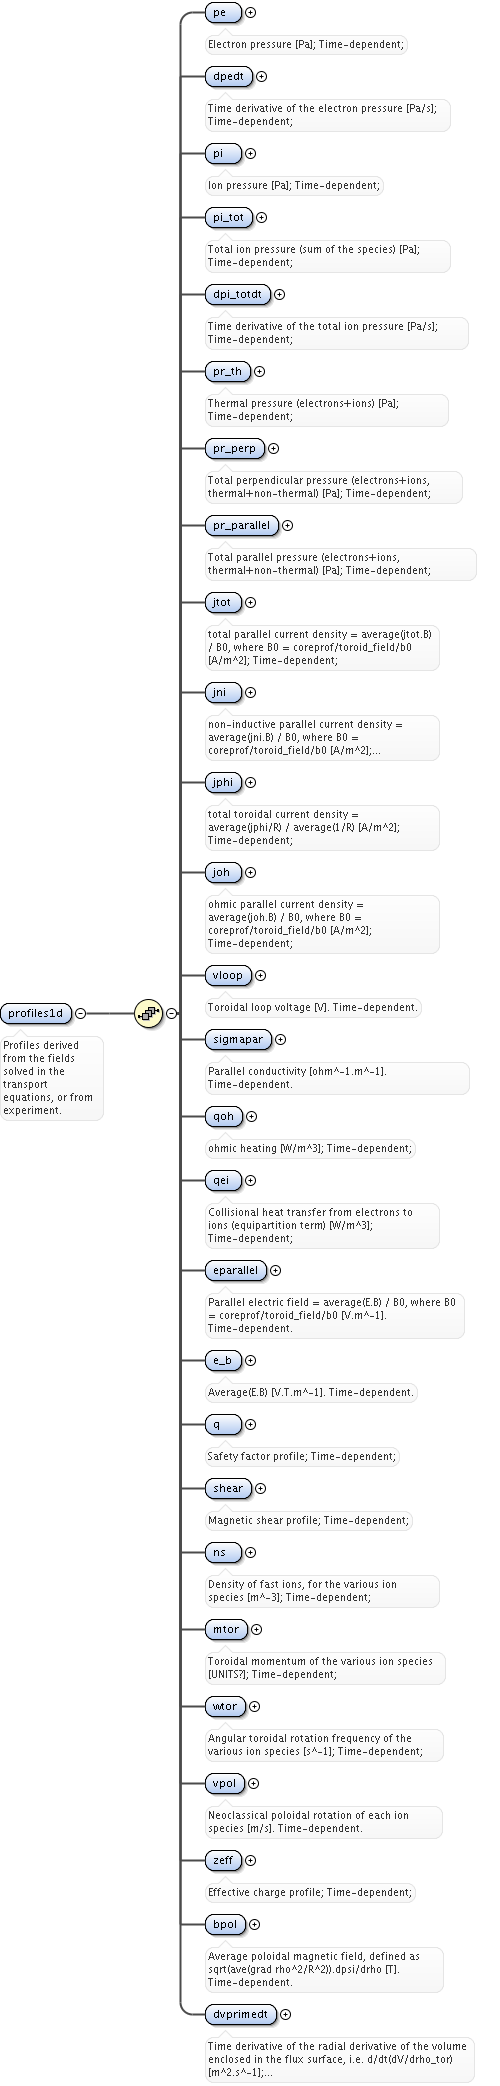 pe
Electron pressure [Pa]; Time-dependent;
dpedt
Time derivative of the electron pressure [Pa/s];
Time-dependent;
pi
Ion pressure [Pa]; Time-dependent;
pi_tot
Total ion pressure (sum of the species) [Pa];
Time-dependent;
dpi_totdt
Time derivative of the total ion pressure [Pa/s];
Time-dependent;
pr_th
Thermal pressure (electrons+ions) [Pa];
Time-dependent;
pr_perp
Total perpendicular pressure (electrons+ions,
thermal+non-thermal) [Pa]; Time-dependent;
pr_parallel
Total parallel pressure (electrons+ions,
thermal+non-thermal) [Pa]; Time-dependent;
jtot
total parallel current density = average(jtot.B)
/ B0, where B0 = coreprof/toroid_field/b0
[A/m^2]; Time-dependent;
jni
non-inductive parallel current density =
average(jni.B) / B0, where B0 =
coreprof/toroid_field/b0 [A/m^2];...
jphi
total toroidal current density =
average(jphi/R) / average(1/R) [A/m^2];
Time-dependent;
joh
ohmic parallel current density =
average(joh.B) / B0, where B0 =
coreprof/toroid_field/b0 [A/m^2];
Time-dependent;
vloop
Toroidal loop voltage [V]. Time-dependent.
profiles1d
Profiles derived
from the fields
solved in the
transport
equations, or from
experiment.
sigmapar
Parallel conductivity [ohm^-1.m^-1].
Time-dependent.
qoh
ohmic heating [W/m^3]; Time-dependent;
qei
Collisional heat transfer from electrons to
ions (equipartition term) [W/m^3];
Time-dependent;
eparallel
Parallel electric field = average(E.B) / B0, where B0
= coreprof/toroid_field/b0 [V.m^-1].
Time-dependent.
e_b
Average(E.B) [V.T.m^-1]. Time-dependent.
q
Safety factor profile; Time-dependent;
shear
Magnetic shear profile; Time-dependent;
ns
Density of fast ions, for the various ion
species [m^-3]; Time-dependent;
mtor
Toroidal momentum of the various ion species
[UNITS?]; Time-dependent;
wtor
Angular toroidal rotation frequency of the
various ion species [s^-1]; Time-dependent;
vpol
Neoclassical poloidal rotation of each ion
species [m/s]. Time-dependent.
zeff
Effective charge profile; Time-dependent;
bpol
Average poloidal magnetic field, defined as
sqrt(ave(grad rho^2/R^2)).dpsi/drho [T].
Time-dependent.
dvprimedt
Time derivative of the radial derivative of the volume
enclosed in the flux surface, i.e. d/dt(dV/drho_tor)
[m^2.s^-1];...